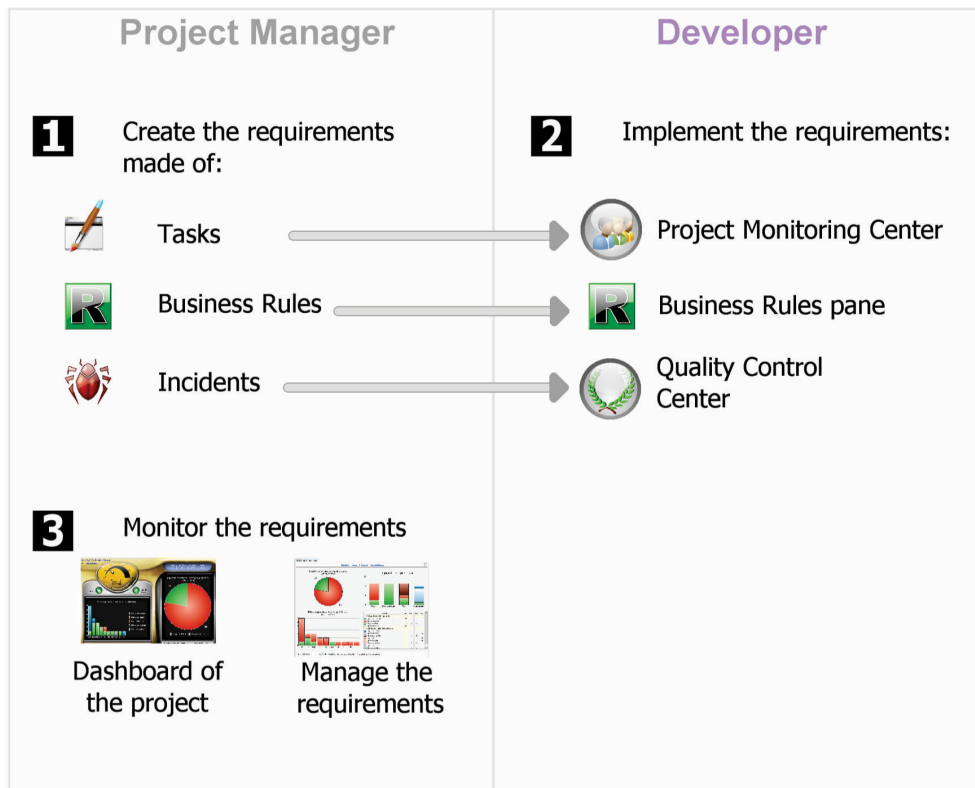 Project Manager
Developer
1
Create the requirements
made of:
2
Implement the requirements:
Tasks
Project Monitoring Center
R
Business Rules
R
Business Rules pane
Incidents
Quality Control
Center
3
Monitor the requirements
Dashboard of
the project
Manage the
requirements